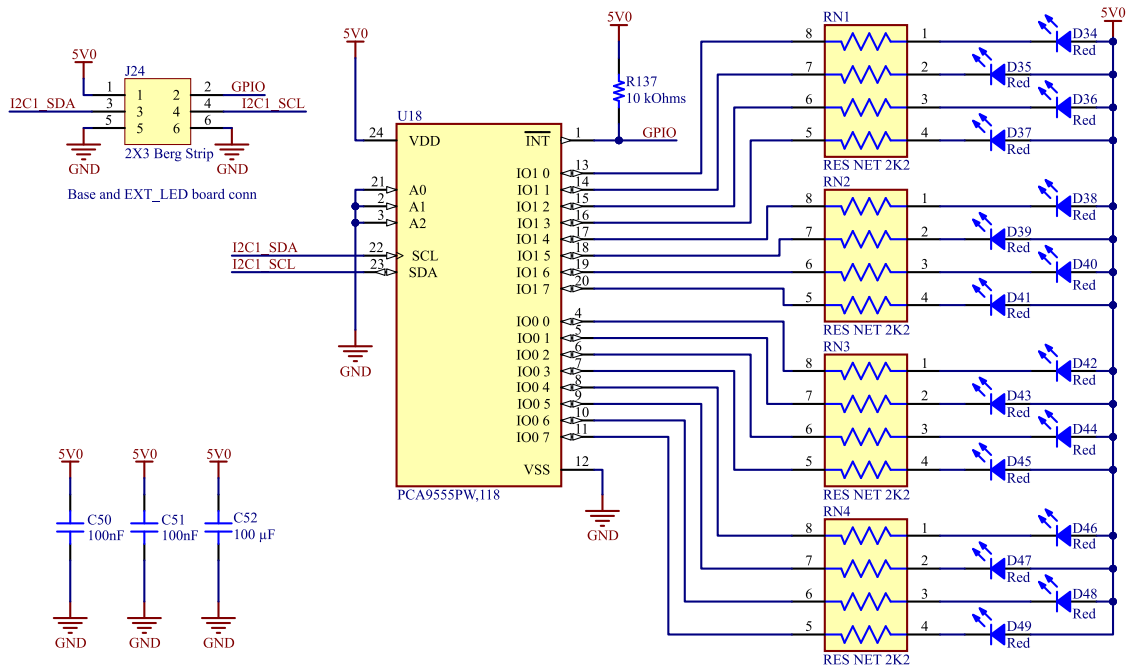 5V0
J24
1 1 2 2 GPIO
I2C1_SDA 3 3 4 4 I2C1_SCL
5 5 6 6
GND 2X3 Berg Strip GND
Base and EXT_LED board conn
5V0
5V0
R137
10 kOhms
U18
24 VDD INT 1 GPIO
21 A0
2 A1
3 A2
I2C1_SDA 22 SCL
I2C1_SCL 23 SDA
IO1 0 13
IO1 1 14
IO1 2 15
IO1 3 16
IO1 4 17
IO1 5 18
IO1 6 19
IO1 7 20
IO0 0 4
IO0 1 5
IO0 2 6
IO0 3 7
IO0 4 8
IO0 5 9
IO0 6 10
IO0 7 11
VSS 12
PCA9555PW,118
GND
GND
5V0 5V0 5V0
C50 C51 C52
100nF 100nF 100 µF
GND GND GND
5V0
RN1
8 1 D34 Red
7 2 D35 Red
6 3 D36 Red
5 4 D37 Red
RES NET 2K2
RN2
8 1 D38 Red
7 2 D39 Red
6 3 D40 Red
5 4 D41 Red
RES NET 2K2
RN3
8 1 D42 Red
7 2 D43 Red
6 3 D44 Red
5 4 D45 Red
RES NET 2K2
RN4
8 1 D46 Red
7 2 D47 Red
6 3 D48 Red
5 4 D49 Red
RES NET 2K2